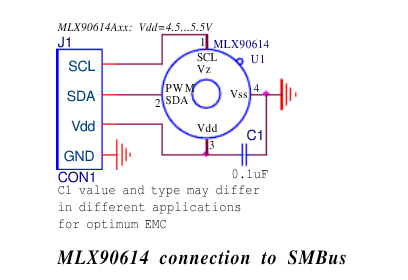 MLX90614Axx: Vdd=4.5...5.5V
J1
SCL
SDA
Vdd
GND
CON1
MLX90614
U1
1
SCL
Vz
PWM
SDA
2
Vss
4
Vdd
3
C1
0.1uF
C1 value and type may differ
in different applications
for optimum EMC
MLX90614 connection to SMBus